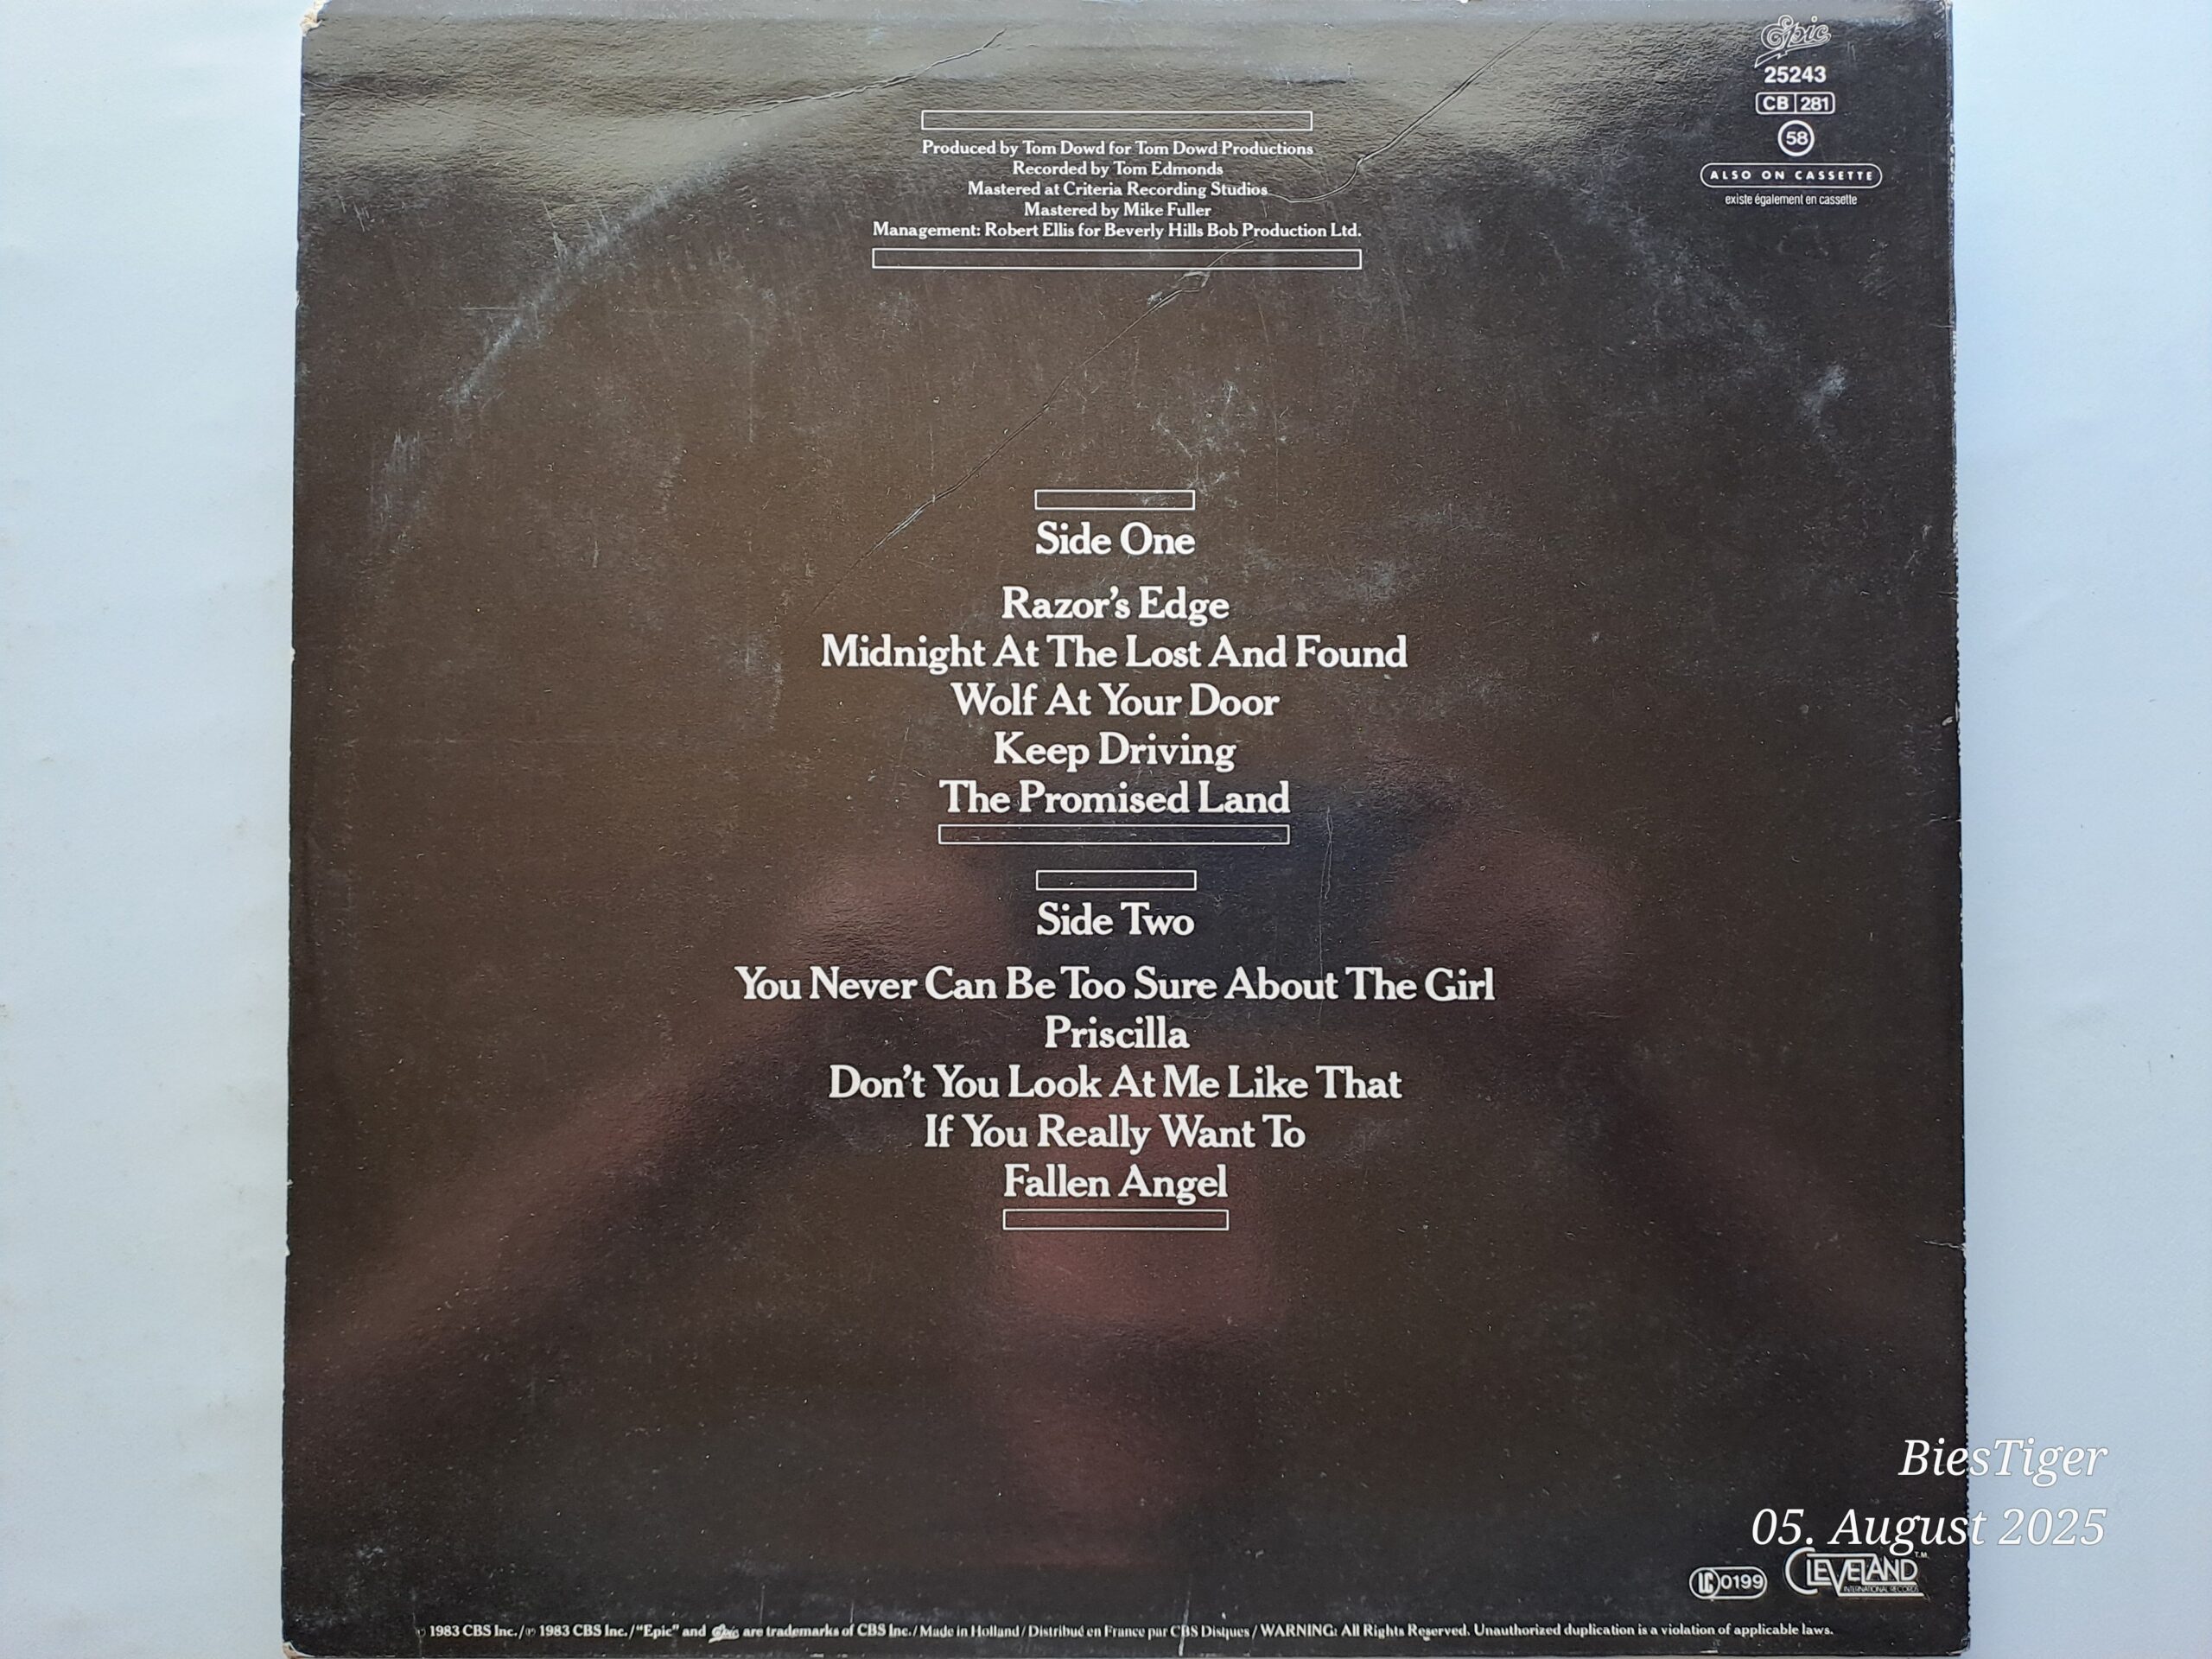 Epic
25243
CB 281
58
ALSO ON CASSETTE
existe également en cassette
Produced by Tom Dowd for Tom Dowd Productions
Recorded by Tom Edmonds
Mastered at Criteria Recording Studios
Mastered by Mike Fuller
Management: Robert Ellis for Beverly Hills Bob Production Ltd.
Side One
Razor's Edge
Midnight At The Lost And Found
Wolf At Your Door
Keep Driving
The Promised Land
Side Two
You Never Can Be Too Sure About The Girl
Priscilla
Don't You Look At Me Like That
If You Really Want To
Fallen Angel
BiesTiger
05. August 2025
LC 0199
CLEVELAND TM
INTERNATIONAL RECORDS
℗ 1983 CBS Inc./℗ 1983 CBS Inc./"Epic" and Epic are trademarks of CBS Inc./Made in Holland/Distribué en France par CBS Disques/WARNING: All Rights Reserved. Unauthorized duplication is a violation of applicable laws.